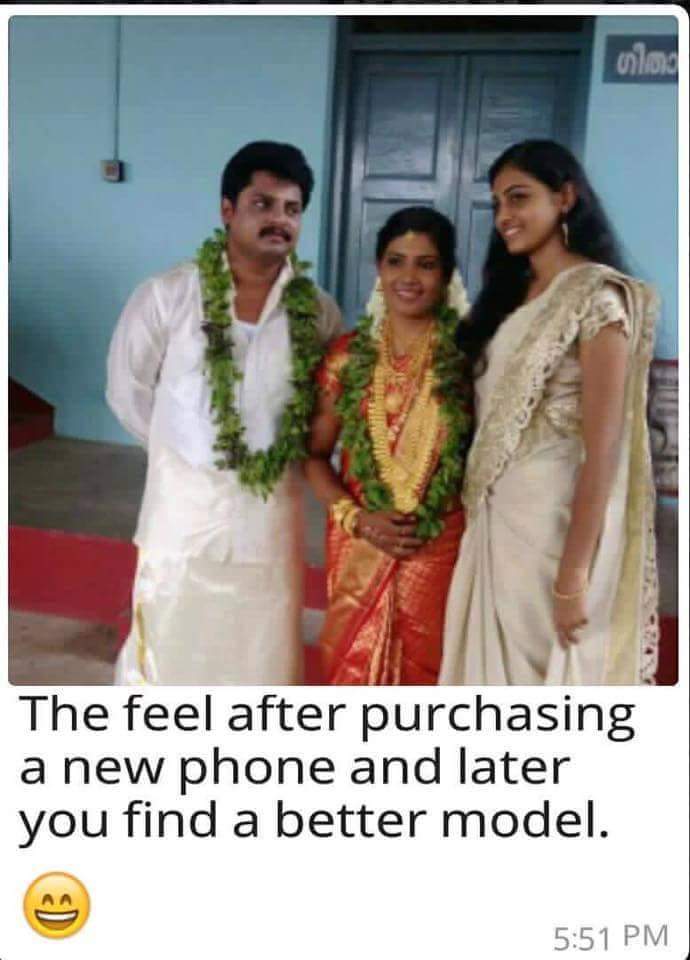 ഗീതാ
The feel after purchasing
a new phone and later
you find a better model.
😄
5:51 PM